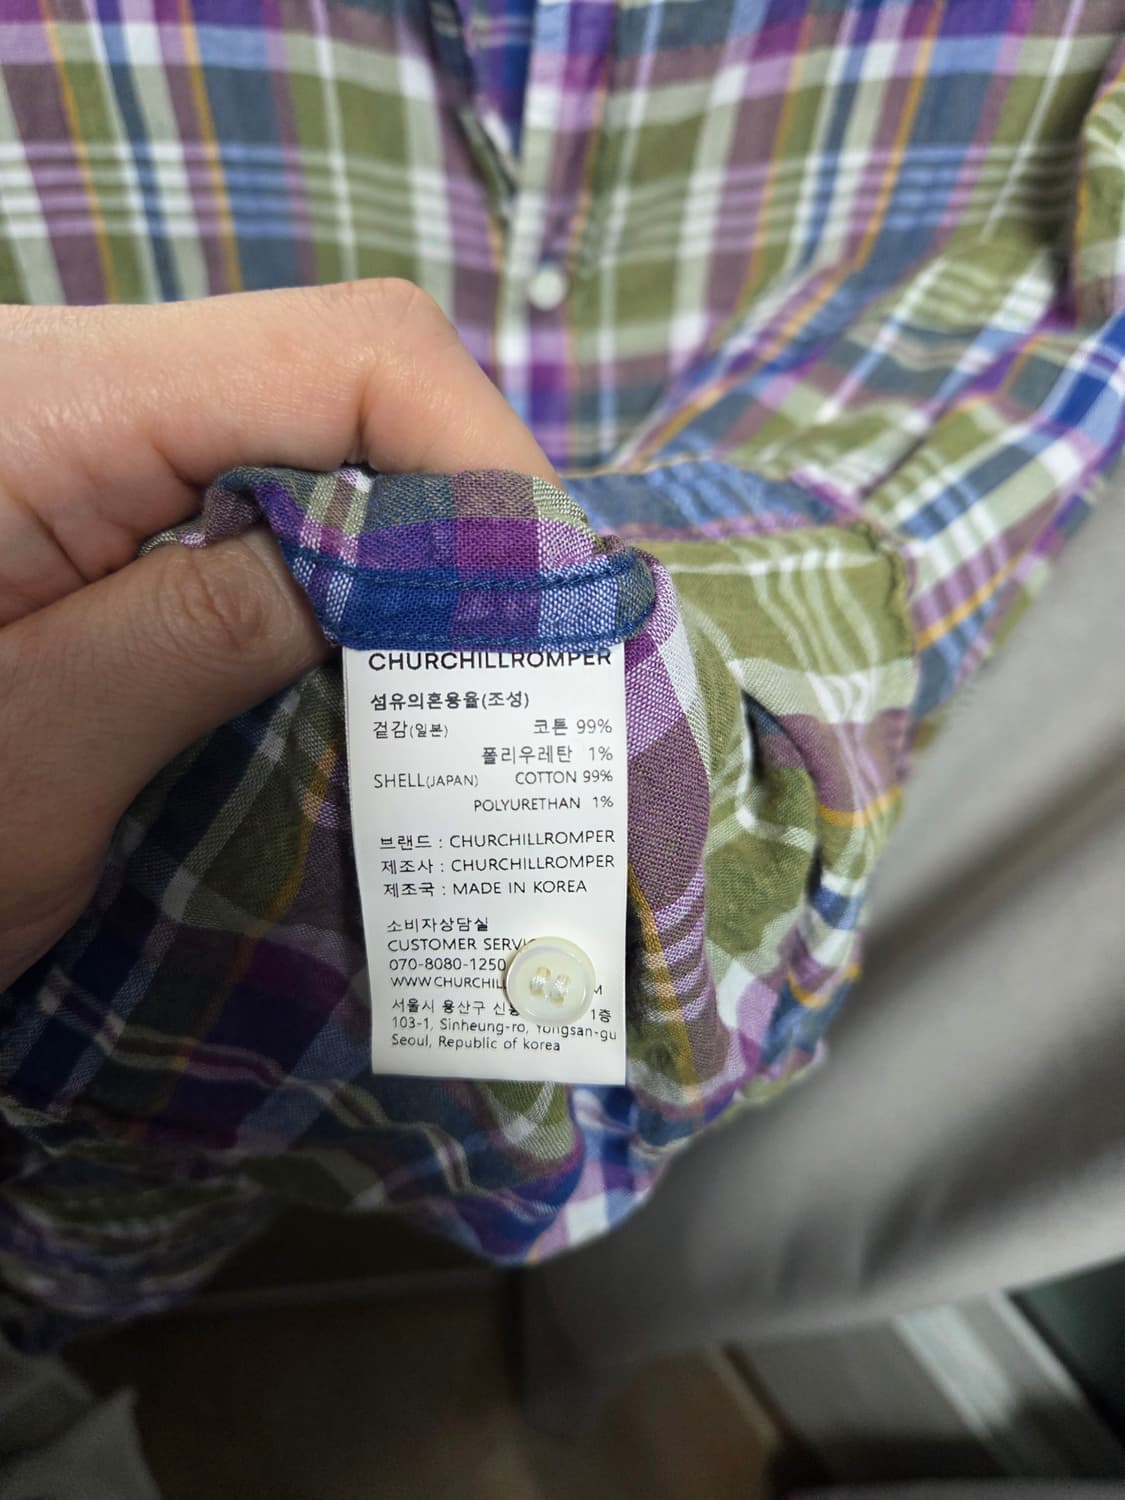 CHURCHILLROMPER
섬유의혼용율(조성)
겉감(일본) 코튼 99%
폴리우레탄 1%
SHELL(JAPAN) COTTON 99%
POLYURETHAN 1%
브랜드 : CHURCHILLROMPER
제조사 : CHURCHILLROMPER
제조국 : MADE IN KOREA
소비자상담실
CUSTOMER
070-8080-1250
서울시 용산구 1층
103-1, Sinheung-ro, Yongsan-gu
Seoul, Republic of korea